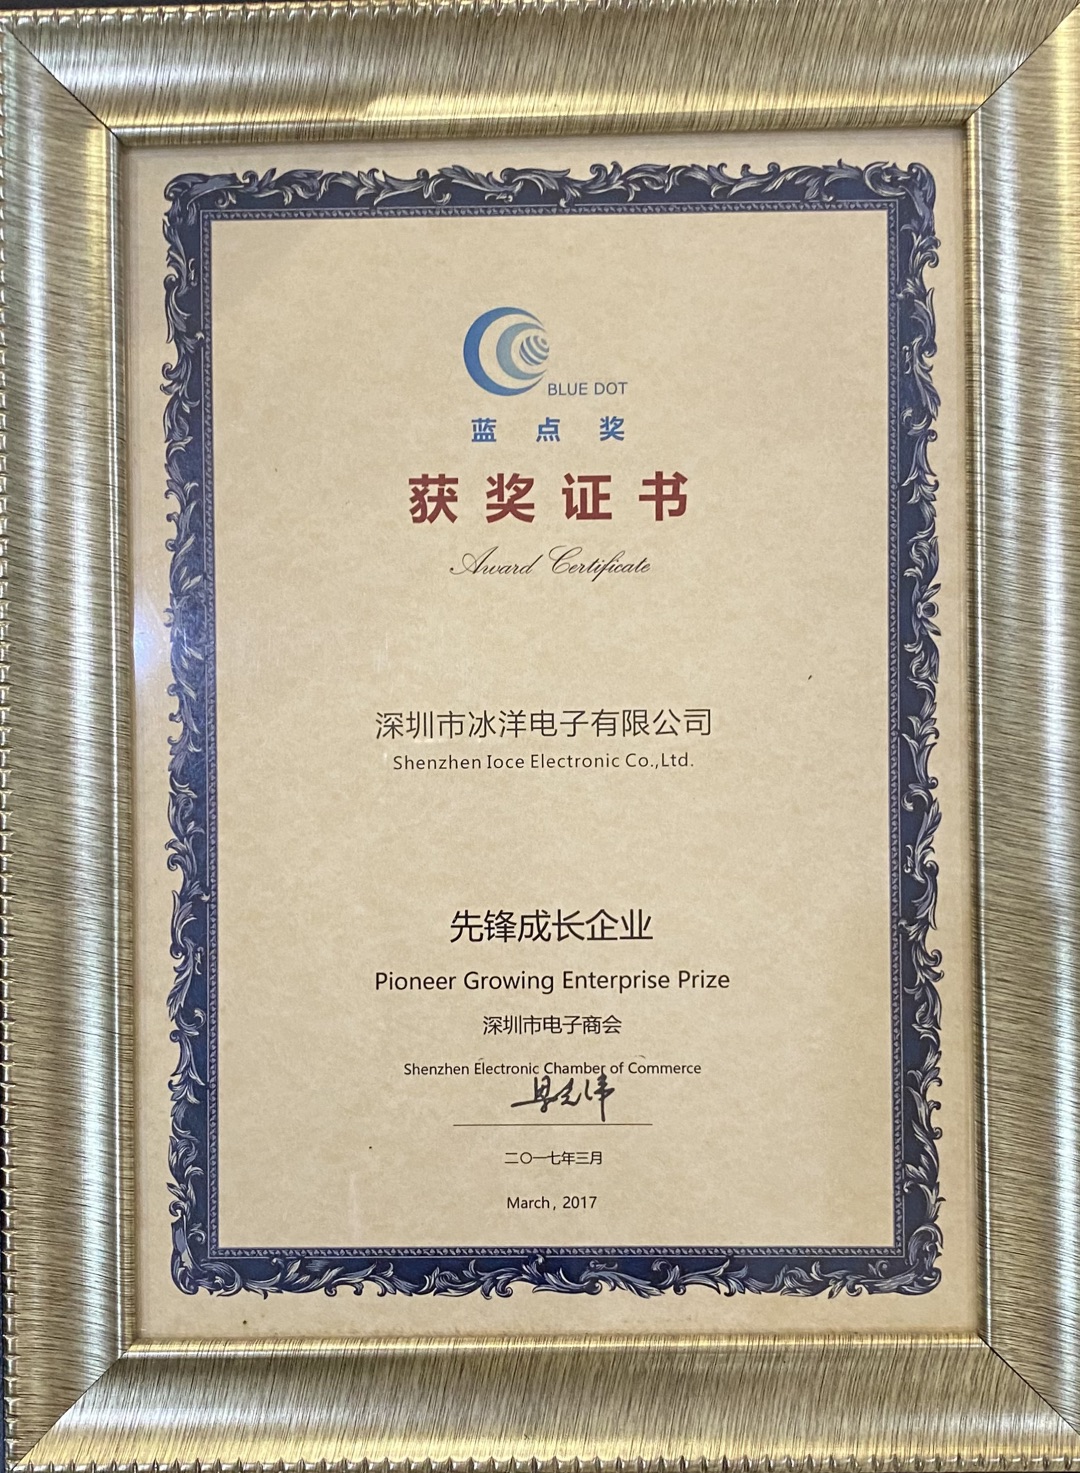 BLUE DOT
蓝点奖
获奖证书
Award Certificate
深圳市冰洋电子有限公司
Shenzhen Ioce Electronic Co.,Ltd.
先锋成长企业
Pioneer Growing Enterprise Prize
深圳市电子商会
Shenzhen Electronic Chamber of Commerce
二〇一七年三月
March, 2017